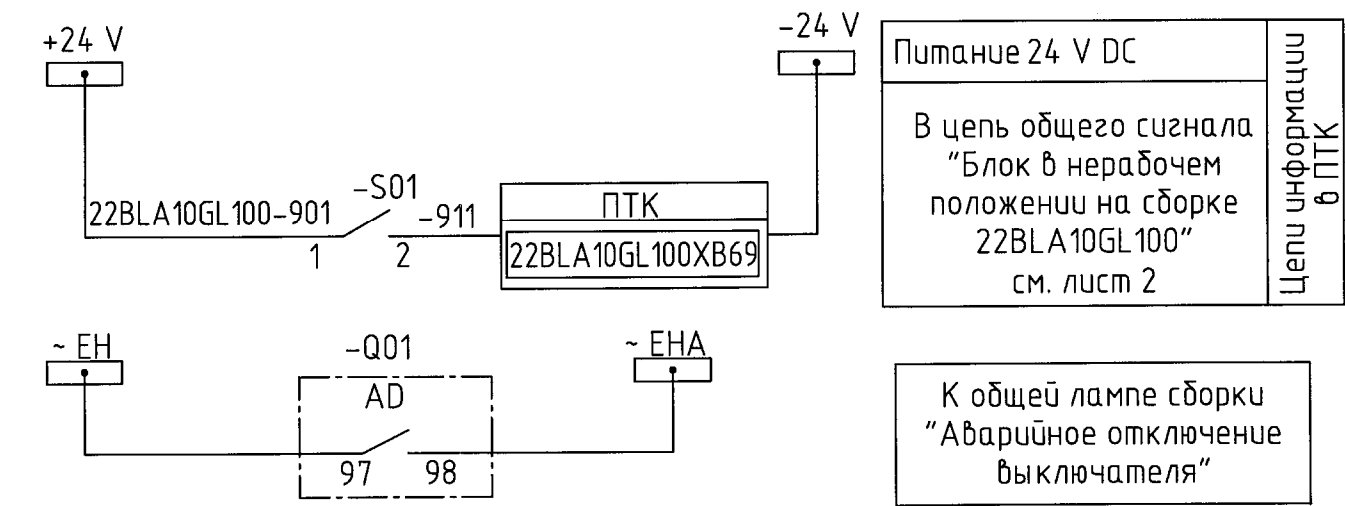 +24 V
-24 V
22BLA10GL100-901
-S01
-911
1
2
ПТК
22BLA10GL100XB69
Питание 24 V DC
В цепь общего сигнала
"Блок в нерабочем
положении на сборке
22BLA10GL100"
см. лист 2
Цепи информации
в ПТК
~ EH
-Q01
~ EHA
AD
97
98
К общей лампе сборки
"Аварийное отключение
выключателя"